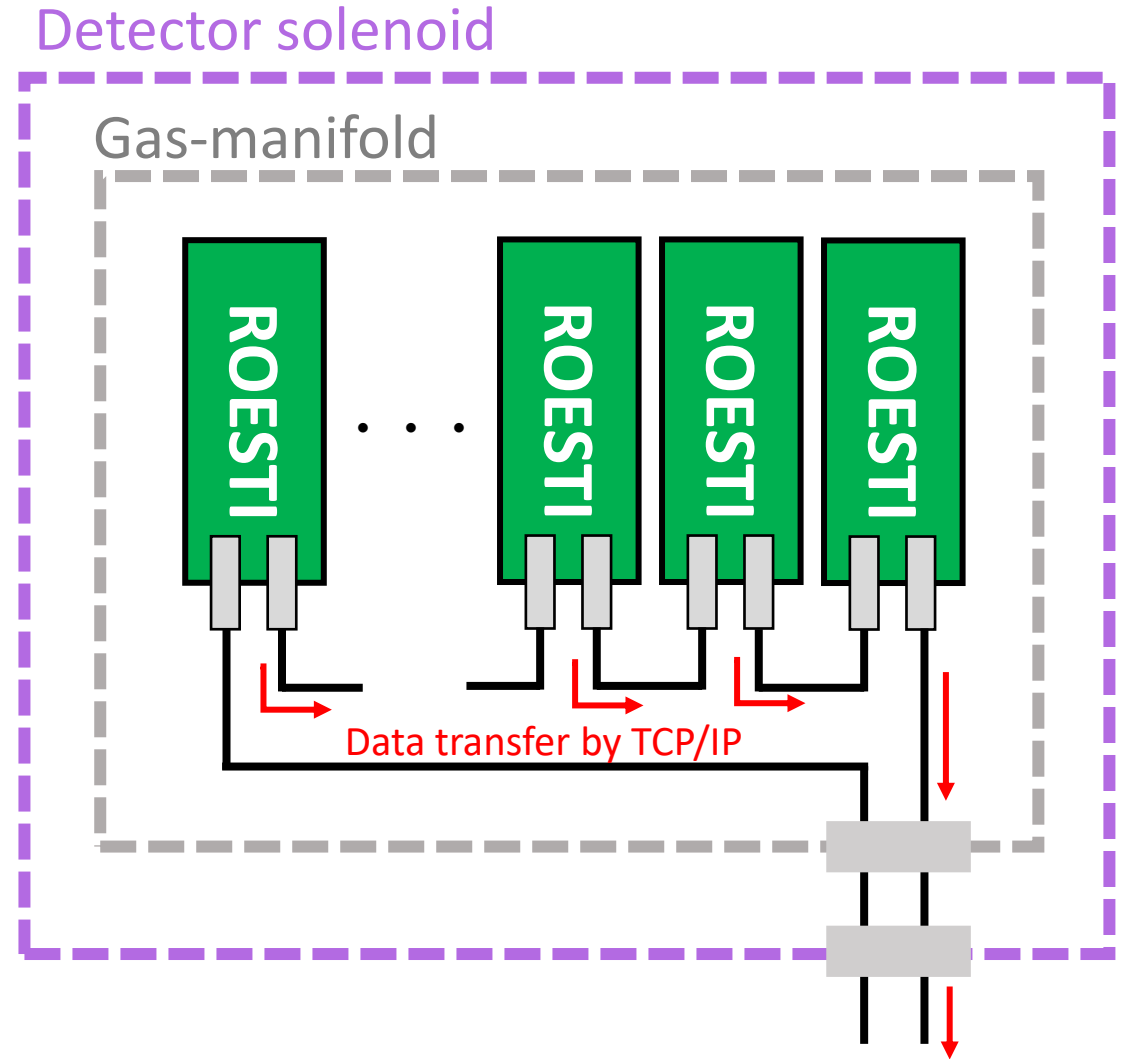 Detector solenoid
Gas-manifold
ROESTI
ROESTI
ROESTI
ROESTI
. . .
Data transfer by TCP/IP